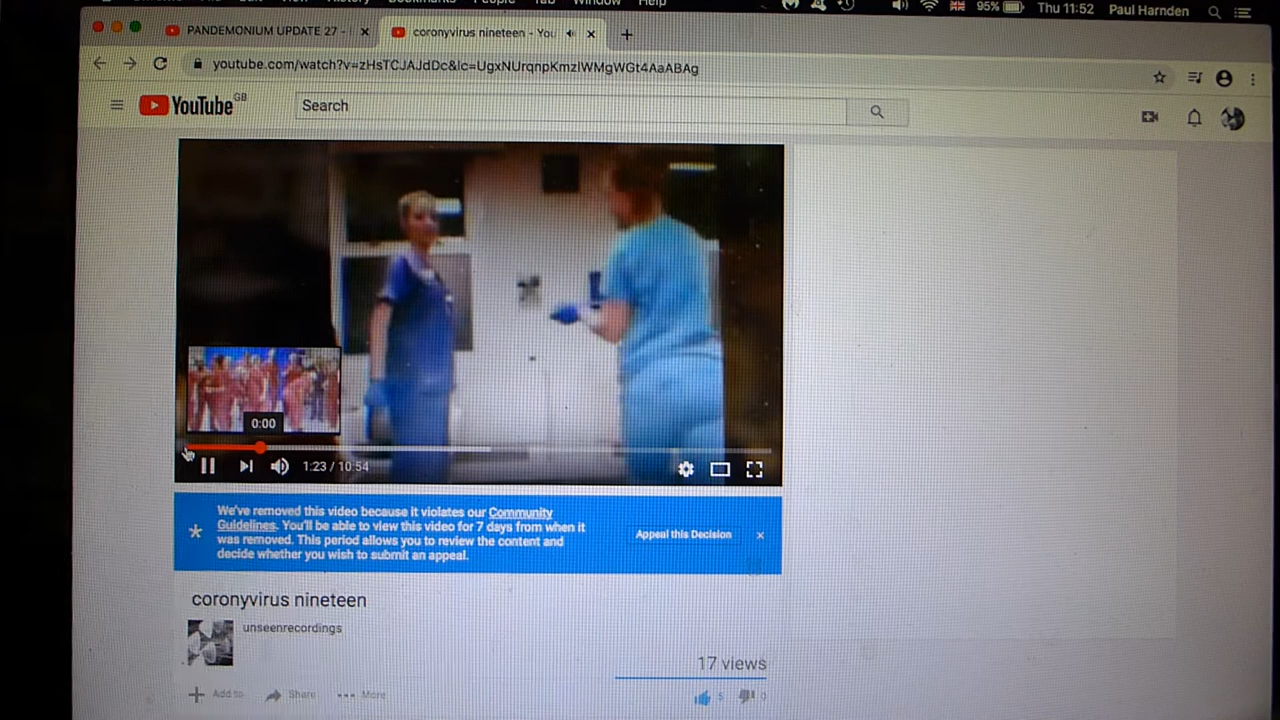 95%
Thu 11:52
Paul Harnden
PANDEMONIUM UPDATE 27 -
coronyvirus nineteen - You
youtube.com/watch?v=zHsTCJAJdDc&lc=UgxNUrqnpKmzlWMgWGt4AaABAg
YouTube GB
Search
0:00
1:23 / 10:54
We've removed this video because it violates our Community
Guidelines. You'll be able to view this video for 7 days from when it
was removed. This period allows you to review the content and
decide whether you wish to submit an appeal.
Appeal this Decision
coronyvirus nineteen
unseenrecordings
17 views
Add to
Share
More
5
0